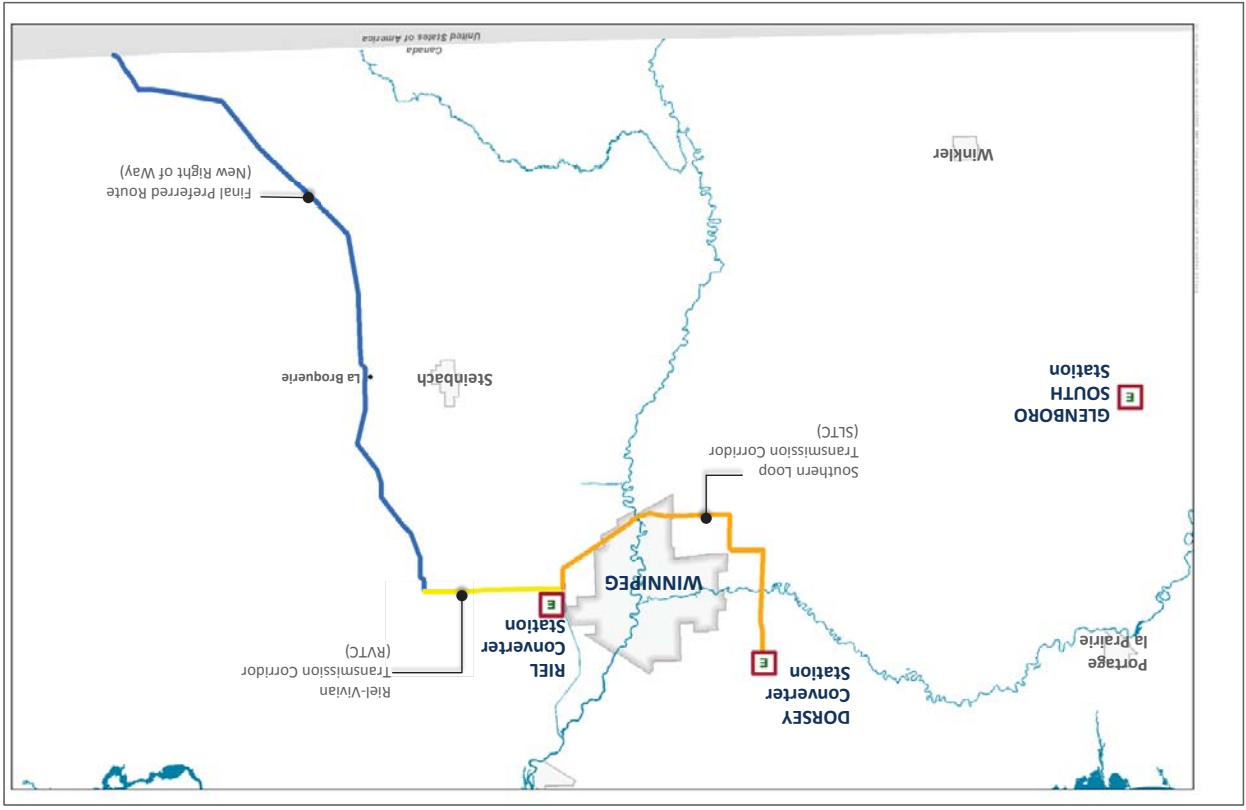 DORSEY
Converter
Station
E
Portage
la Prairie
Riel-Vivian
Transmission Corridor
(RVTC)
RIEL
Converter
Station
E
WINNIPEG
Southern Loop
Transmission Corridor
(SLTC)
GLENBORO
SOUTH
Station
E
Steinbach
La Broquerie
Final Preferred Route
(New Right of Way)
Winkler
Canada
United States of America